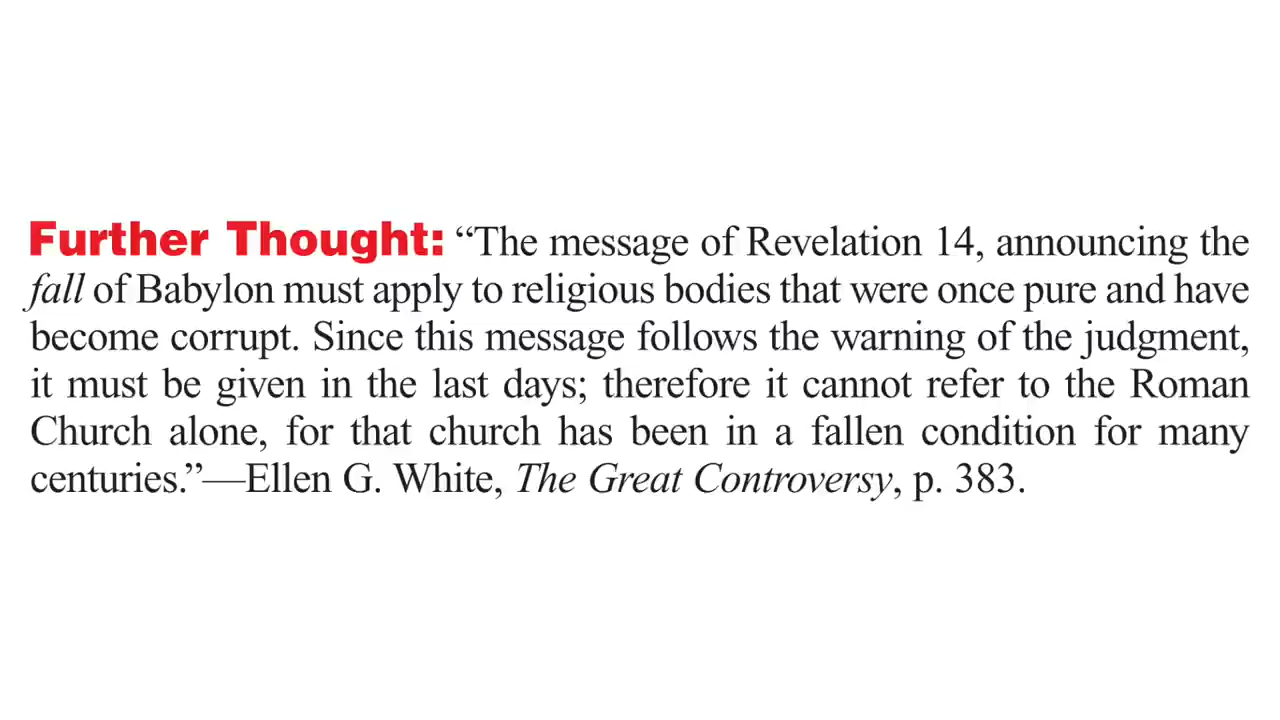 Further Thought: “The message of Revelation 14, announcing the
fall of Babylon must apply to religious bodies that were once pure and have
become corrupt. Since this message follows the warning of the judgment,
it must be given in the last days; therefore it cannot refer to the Roman
Church alone, for that church has been in a fallen condition for many
centuries.”—Ellen G. White, The Great Controversy, p. 383.